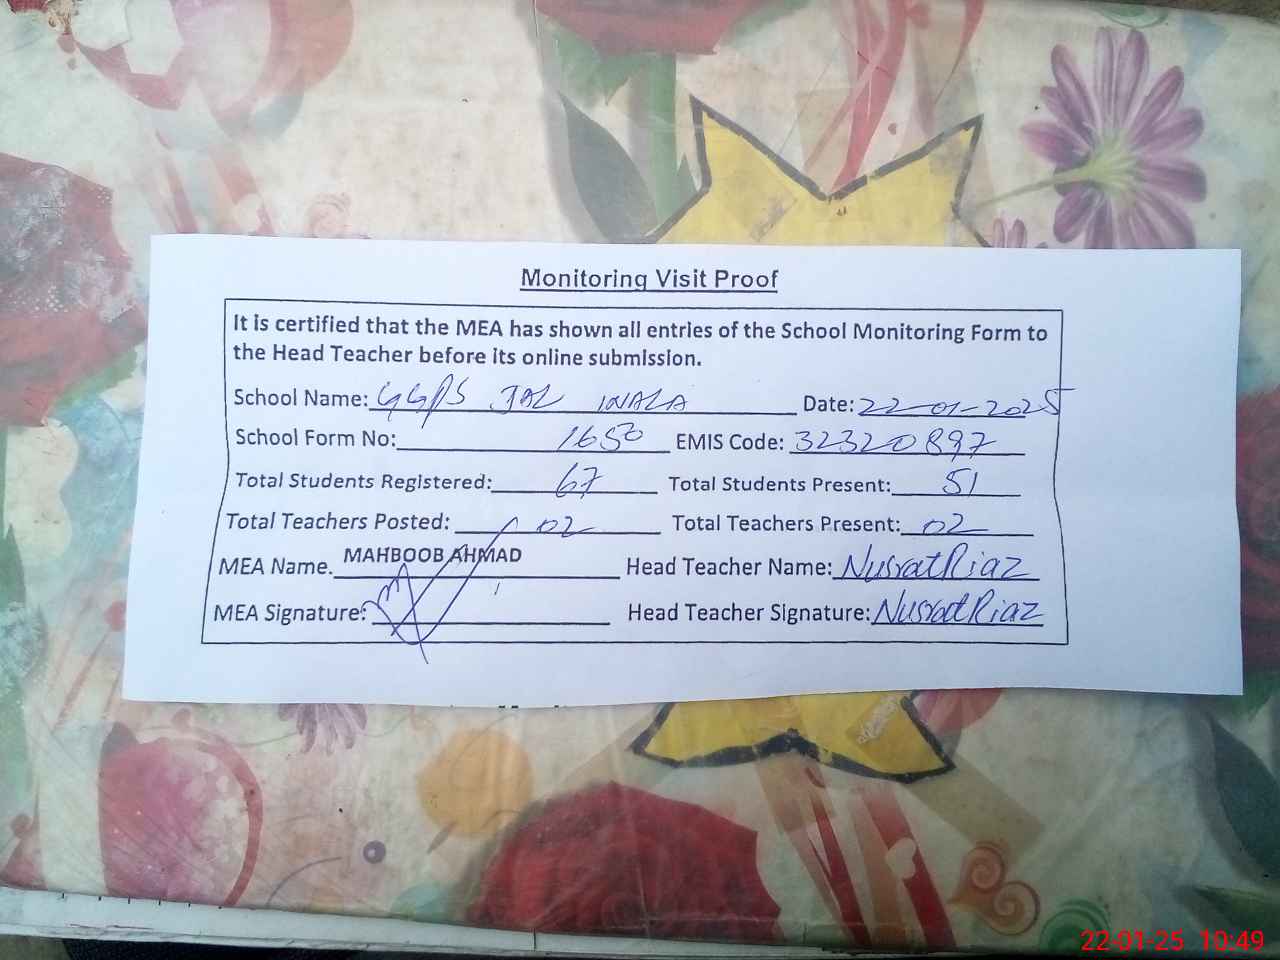 Monitoring Visit Proof
It is certified that the MEA has shown all entries of the School Monitoring Form to
the Head Teacher before its online submission.
School Name: GGPS JAL WALA Date: 22-01-2025
School Form No: 1650 EMIS Code: 32320897
Total Students Registered: 67 Total Students Present: 51
Total Teachers Posted: 02 Total Teachers Present: 02
MEA Name. MAHBOOB AHMAD Head Teacher Name: Nusrat Riaz
MEA Signature: Head Teacher Signature: Nusrat Riaz
22-01-25 10:49